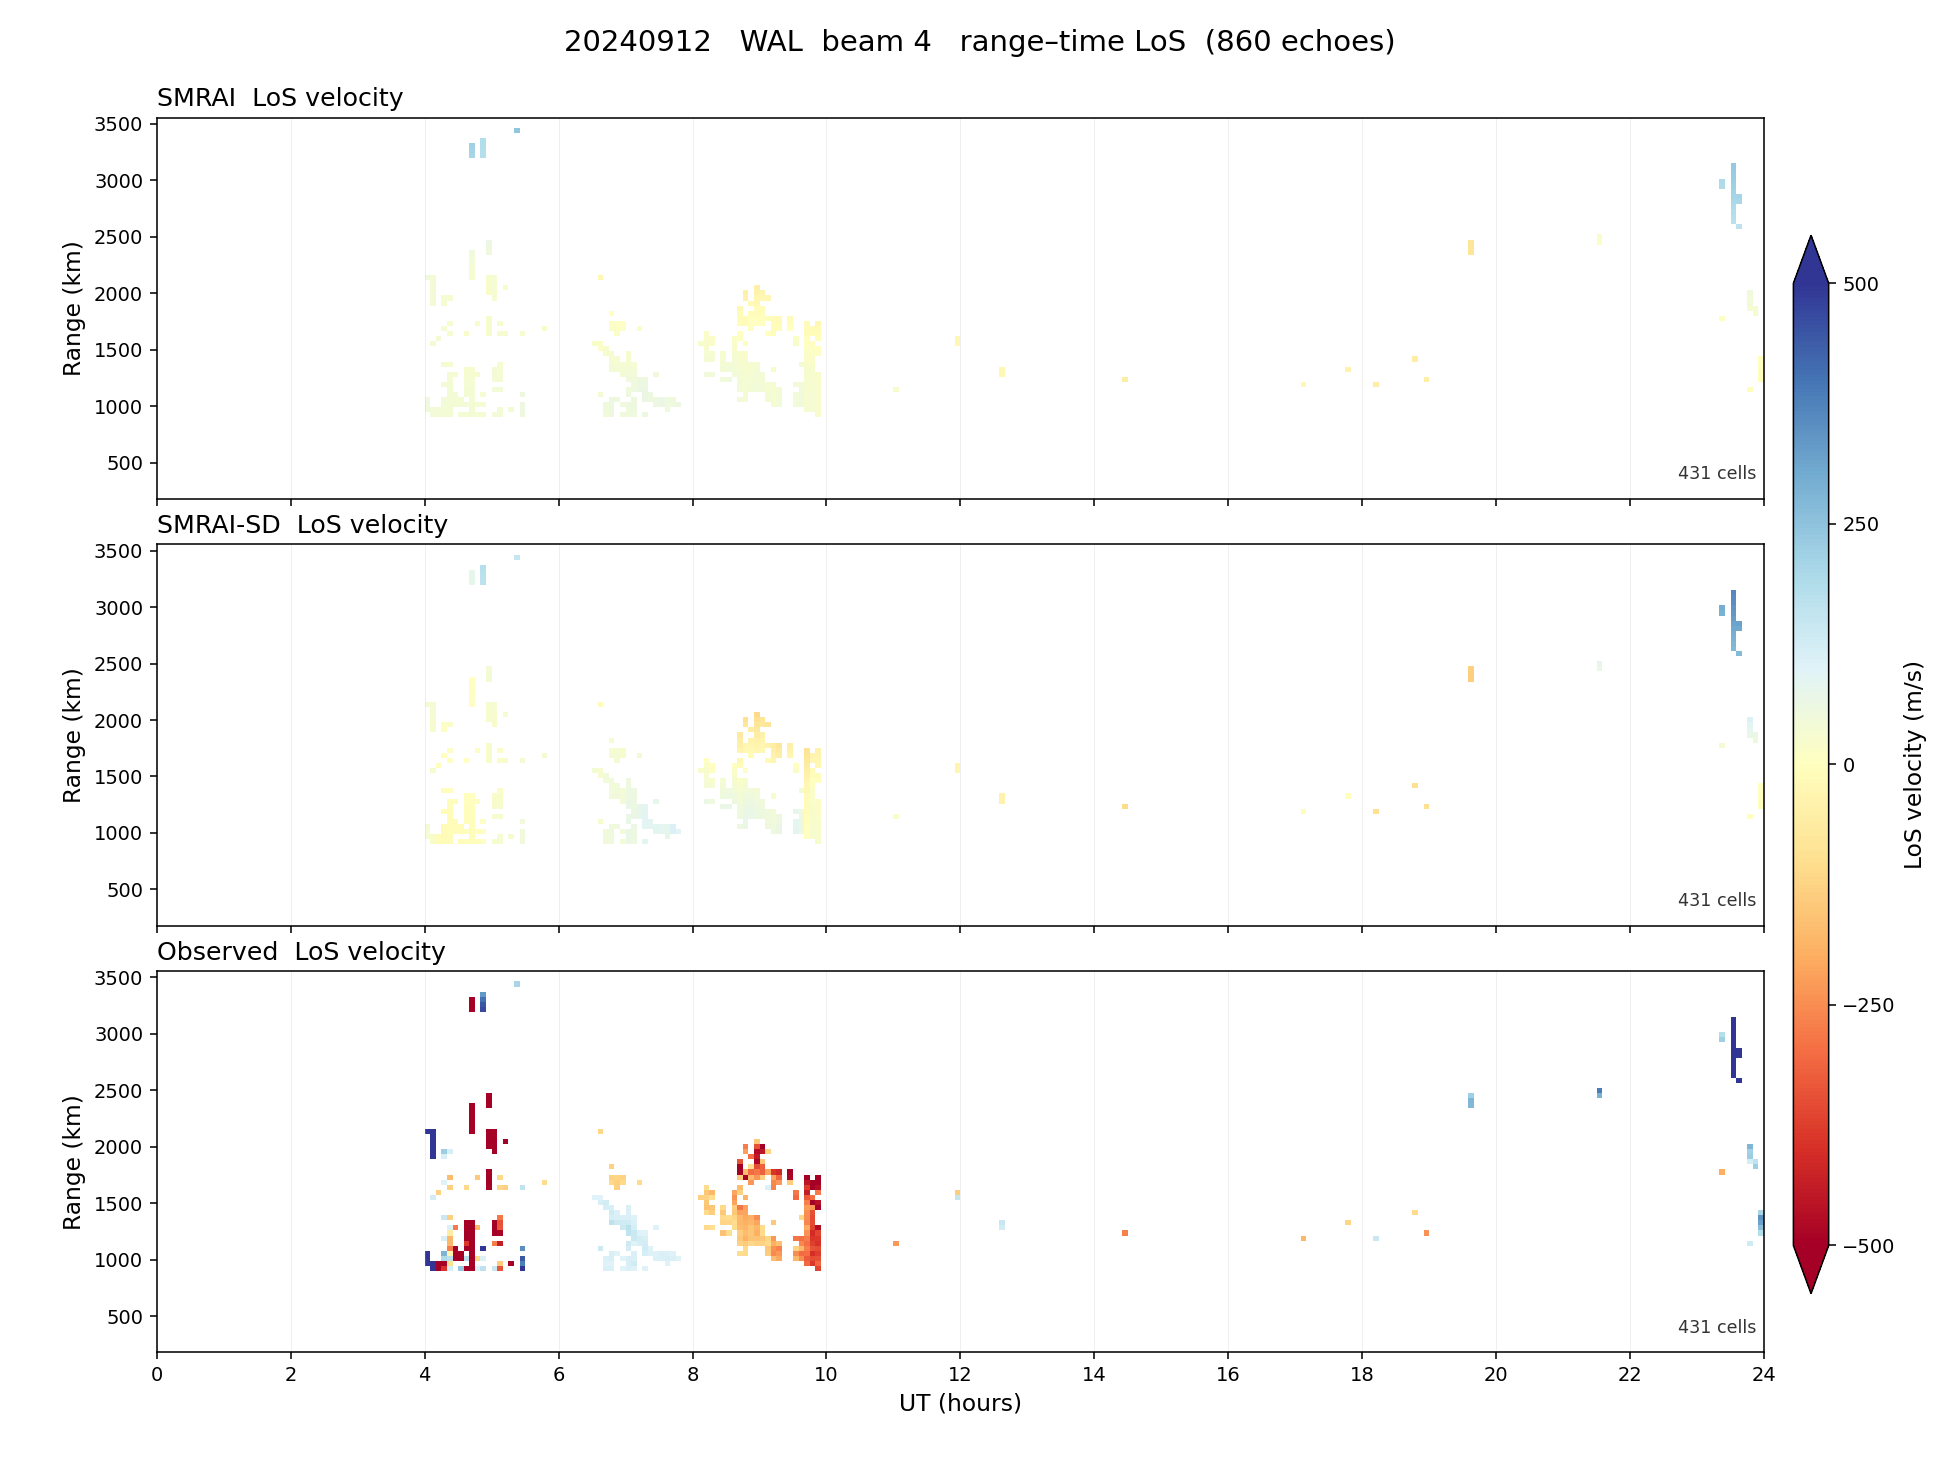 20240912   WAL  beam 4   range–time LoS  (860 echoes)
SMRAI  LoS velocity
3500
3000
2500
2000
1500
1000
500
Range (km)
431 cells
SMRAI-SD  LoS velocity
3500
3000
2500
2000
1500
1000
500
Range (km)
431 cells
Observed  LoS velocity
3500
3000
2500
2000
1500
1000
500
Range (km)
431 cells
0 2 4 6 8 10 12 14 16 18 20 22 24
UT (hours)
500
250
0
−250
−500
LoS velocity (m/s)